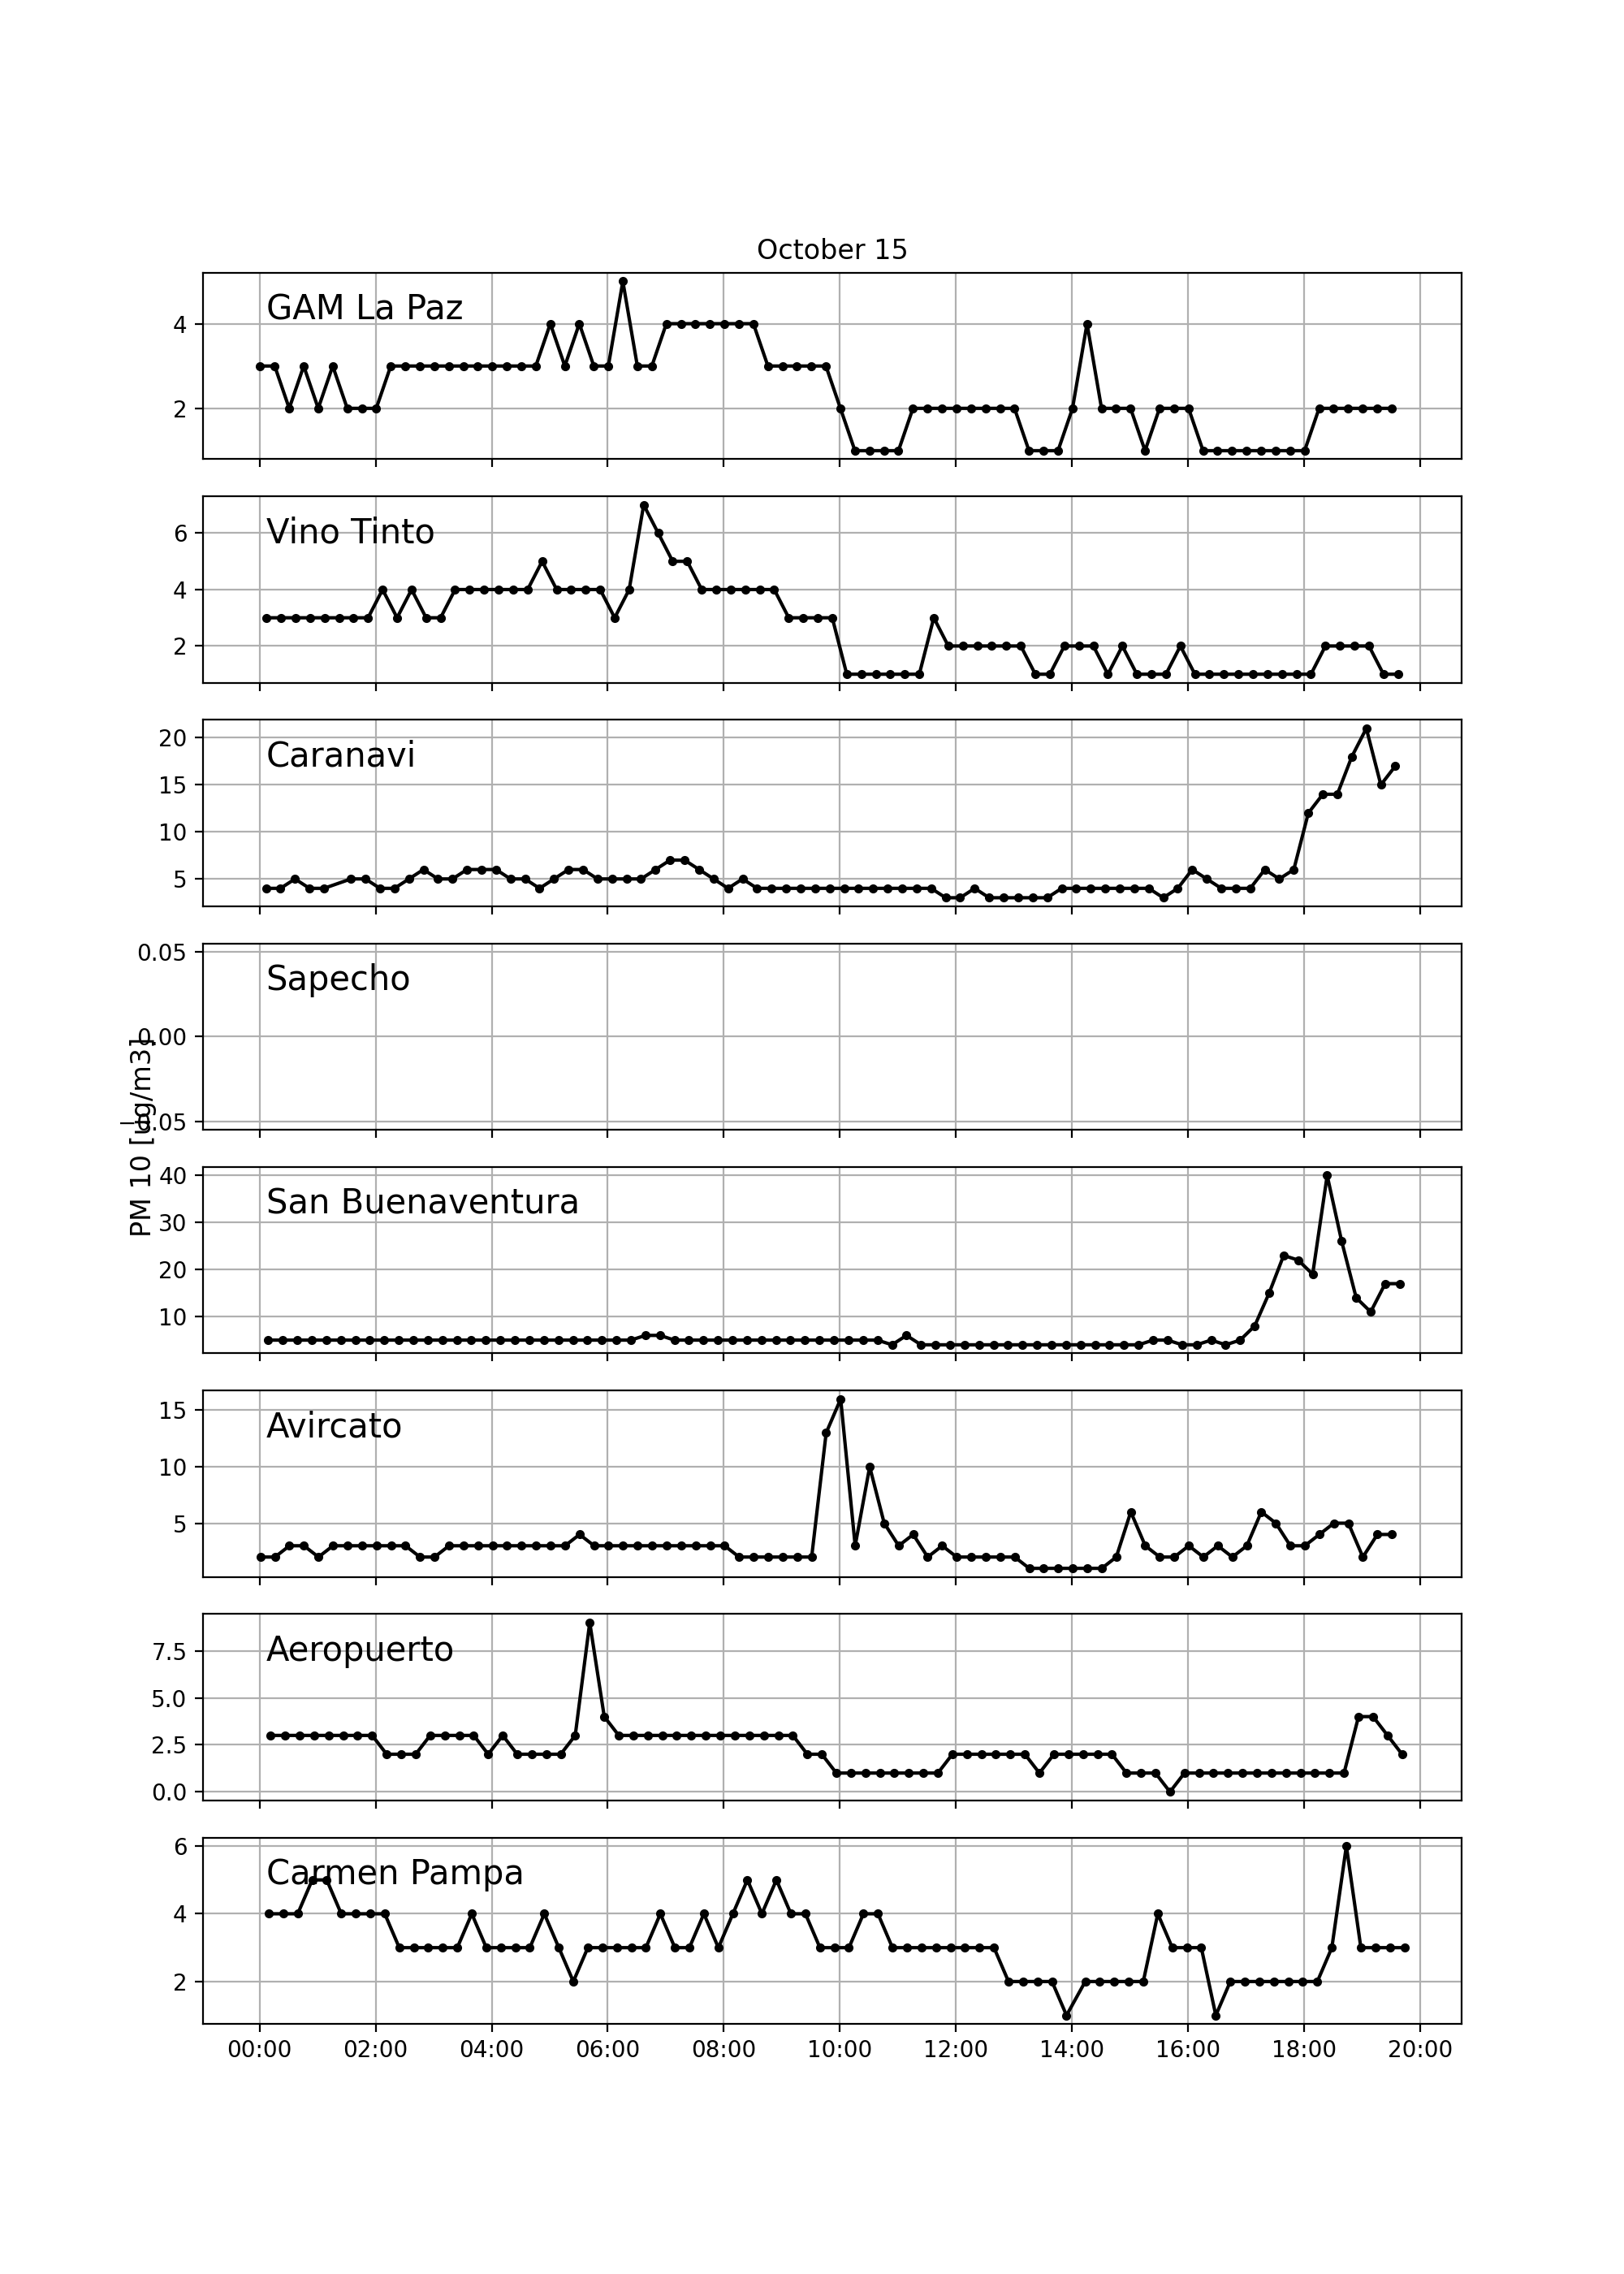 October 15
GAM La Paz
4
2
Vino Tinto
6
4
2
Caranavi
20
15
10
5
Sapecho
0.05
0.00
−0.05
PM 10 [ug/m3]
San Buenaventura
40
30
20
10
Avircato
15
10
5
Aeropuerto
7.5
5.0
2.5
0.0
Carmen Pampa
6
4
2
00:00 02:00 04:00 06:00 08:00 10:00 12:00 14:00 16:00 18:00 20:00